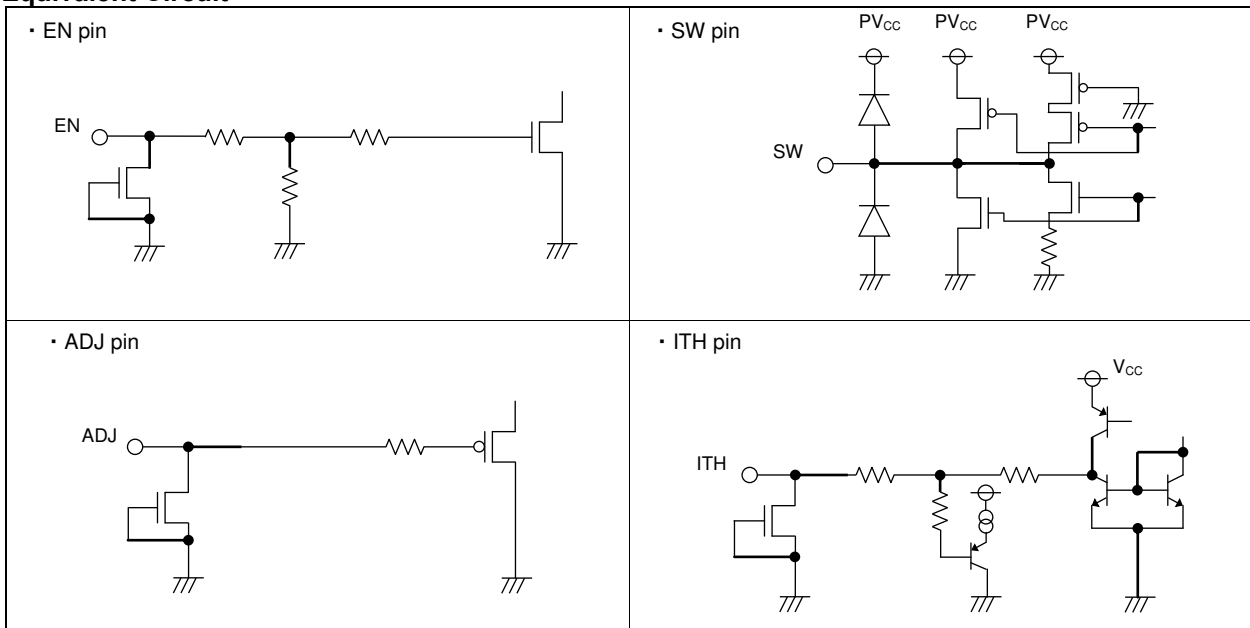 Equivalent Circuit
・EN pin
EN
・SW pin
PVCC PVCC PVCC
SW
・ADJ pin
ADJ
・ITH pin
VCC
ITH